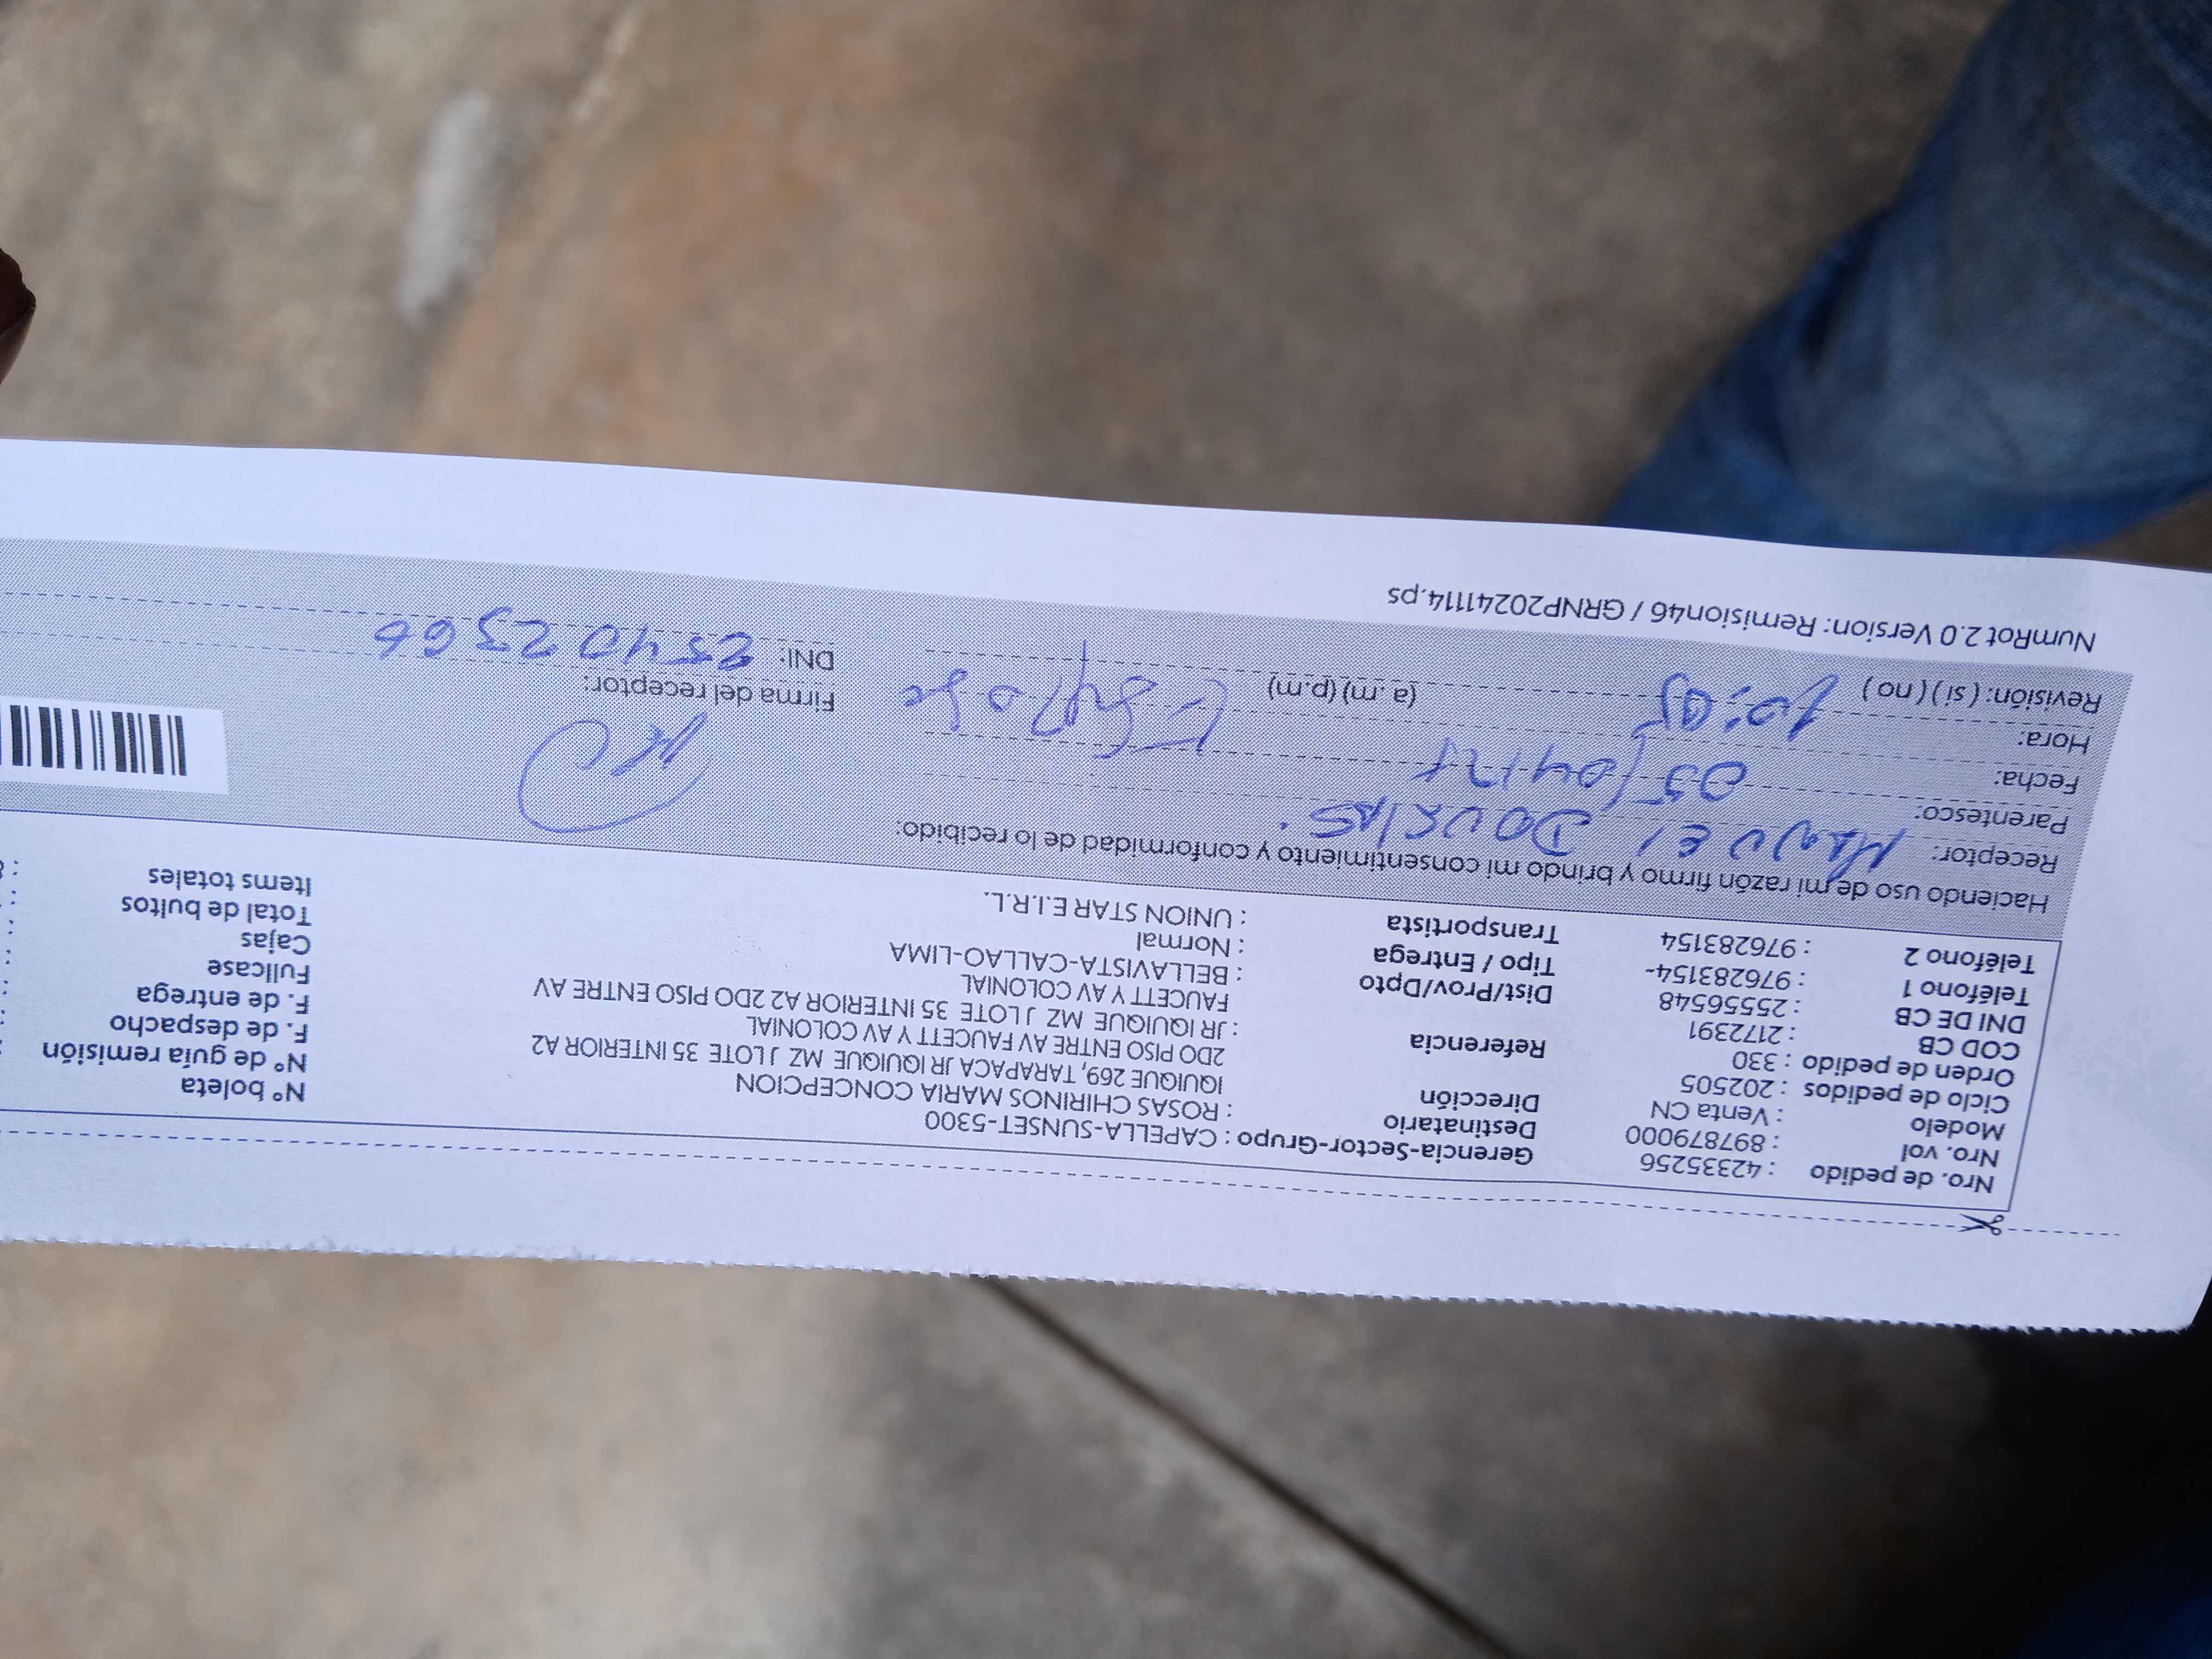 Nro. de pedido : 42335256
Nro. vol : 897879000
Modelo : Venta CN
Ciclo de pedidos : 202505
Orden de pedido : 330
COD CB : 2172391
DNI DE CB : 25556548
Teléfono 1 : 976283154-
Teléfono 2 : 976283154
Gerencia-Sector-Grupo : CAPELLA-SUNSET-5300
Destinatario : ROSAS CHIRINOS MARIA CONCEPCION
Dirección IQUIQUE 269, TARAPACA JR IQUIQUE MZ J LOTE 35 INTERIOR A2
2DO PISO ENTRE AV FAUCETT Y AV COLONIAL
Referencia : JR IQUIQUE MZ J LOTE 35 INTERIOR A2 2DO PISO ENTRE AV
FAUCETT Y AV COLONIAL
Dist/Prov/Dpto : BELLAVISTA-CALLAO-LIMA
Tipo / Entrega : Normal
Transportista : UNION STAR E.I.R.L.
N° boleta
N° de guía remisión
F. de despacho
F. de entrega
Fullcase
Cajas
Total de bultos
Items totales
Haciendo uso de mi razón firmo y brindo mi consentimiento y conformidad de lo recibido:
Receptor: MANUEL DOUGLAS.
Parentesco:
Fecha: 05/04/25
Hora: 10:05 (a.m) (p.m) Esposo
Revisión: (si) (no)
Firma del receptor:
DNI: 25402366
NumRot 2.0 Version: Remision46 / GRNP20241114.ps